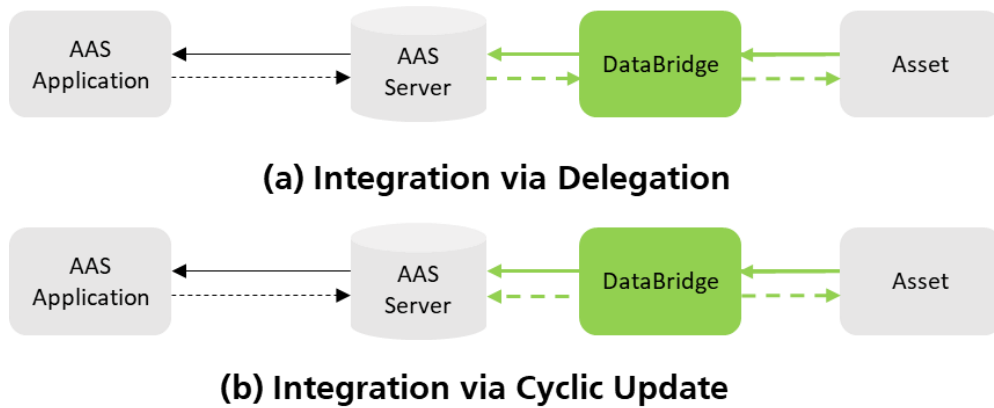 AAS
Application
AAS
Server
DataBridge
Asset
(a) Integration via Delegation
AAS
Application
AAS
Server
DataBridge
Asset
(b) Integration via Cyclic Update